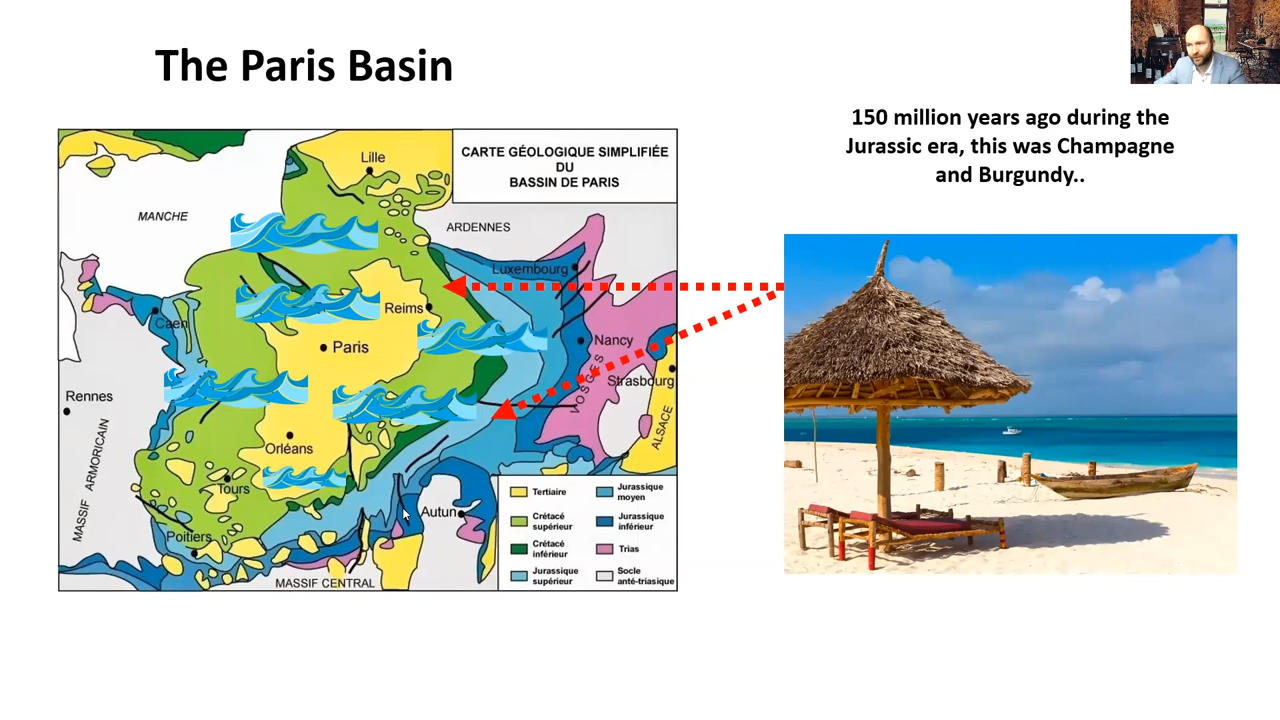 The Paris Basin
150 million years ago during the
Jurassic era, this was Champagne
and Burgundy..
CARTE GÉOLOGIQUE SIMPLIFIÉE
DU
BASSIN DE PARIS
Lille
MANCHE
ARDENNES
Luxembourg
Reims
Caen
Paris
Nancy
Strasbourg
VOSGES
Rennes
ALSACE
MASSIF ARMORICAIN
Orléans
Tours
Autun
Poitiers
MASSIF CENTRAL
Tertiaire
Crétacé
supérieur
Crétacé
inférieur
Jurassique
supérieur
Jurassique
moyen
Jurassique
inférieur
Trias
Socle
anté-triasique